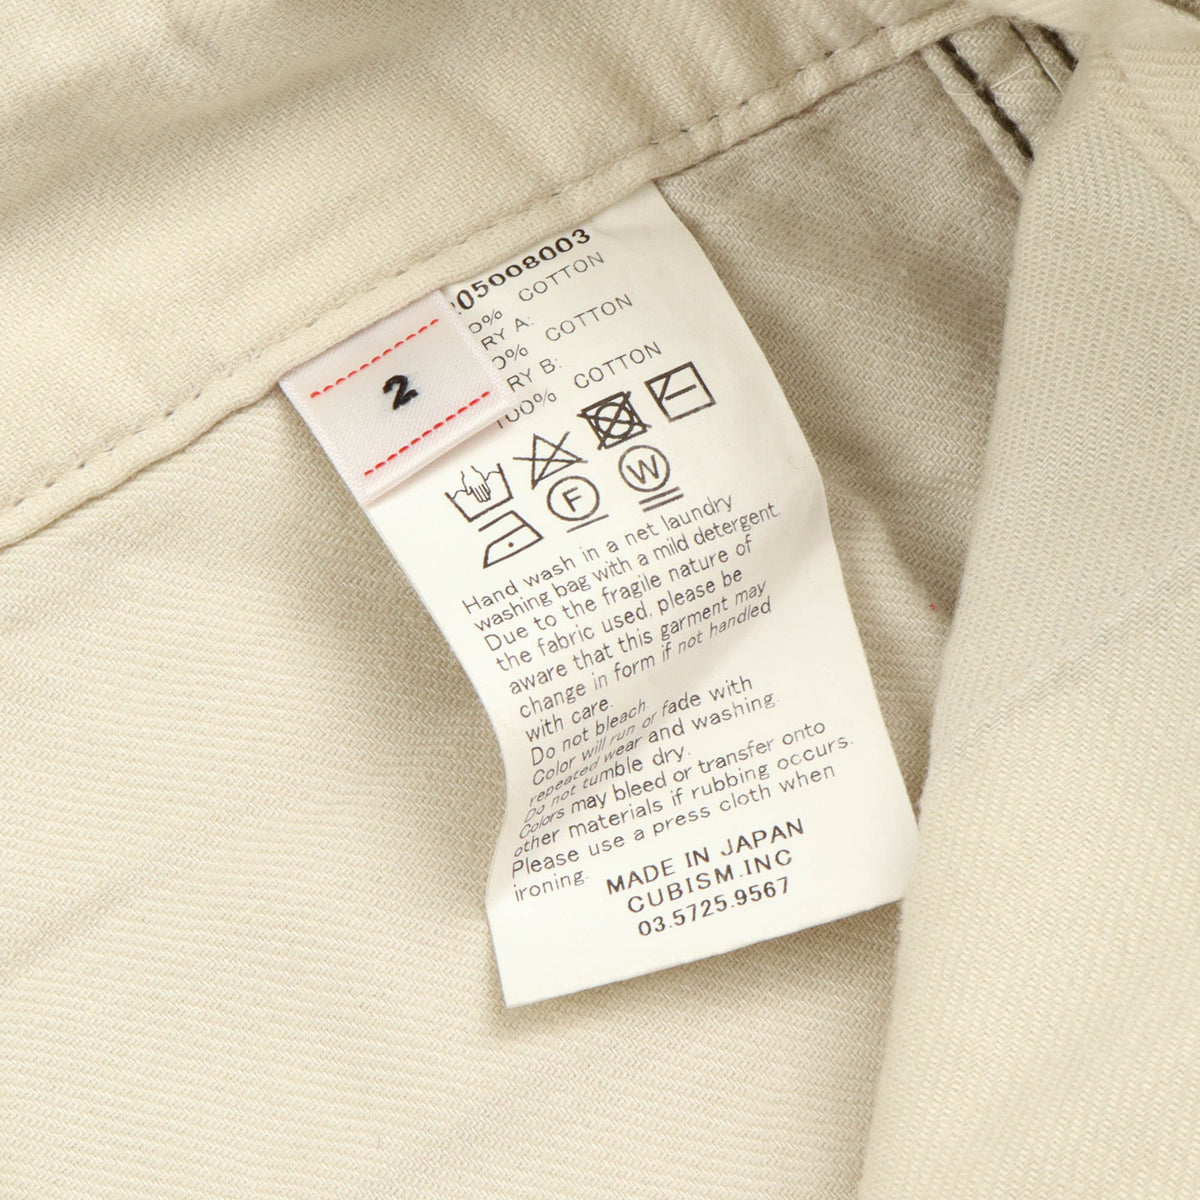 05008003
0% COTTON
RY A:
0% COTTON
RY B:
100% COTTON
2
F
W
Hand wash in a net laundry
washing bag with a mild detergent.
Due to the fragile nature of
the fabric used, please be
aware that this garment may
change in form if not handled
with care.
Do not bleach.
Color will run or fade with
repeated wear and washing.
Do not tumble dry.
Colors may bleed or transfer onto
other materials if rubbing occurs.
Please use a press cloth when
ironing.
MADE IN JAPAN
CUBISM.INC
03.5725.9567